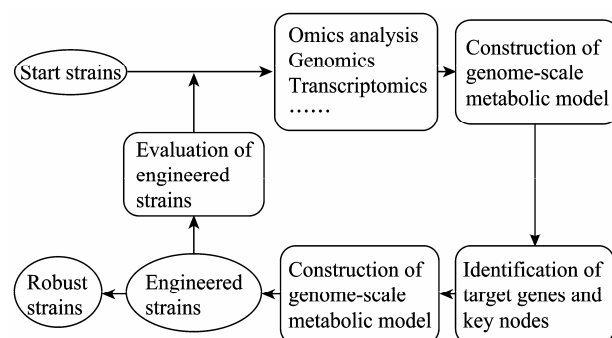 Start strains
Omics analysis
Genomics
Transcriptomics
......
Construction of
genome-scale
metabolic model
Evaluation of
engineered
strains
Robust
strains
Engineered
strains
Construction of
genome-scale
metabolic model
Identification of
target genes and
key nodes